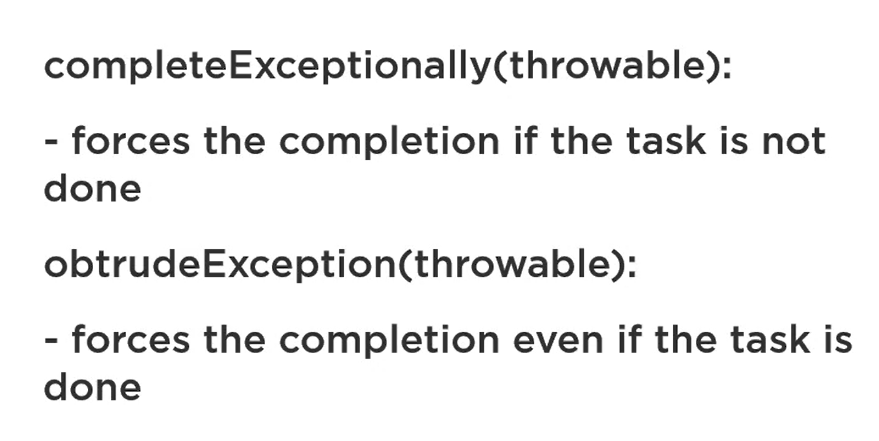 completeExceptionally(throwable):
- forces the completion if the task is not
done
obtrudeException(throwable):
- forces the completion even if the task is
done